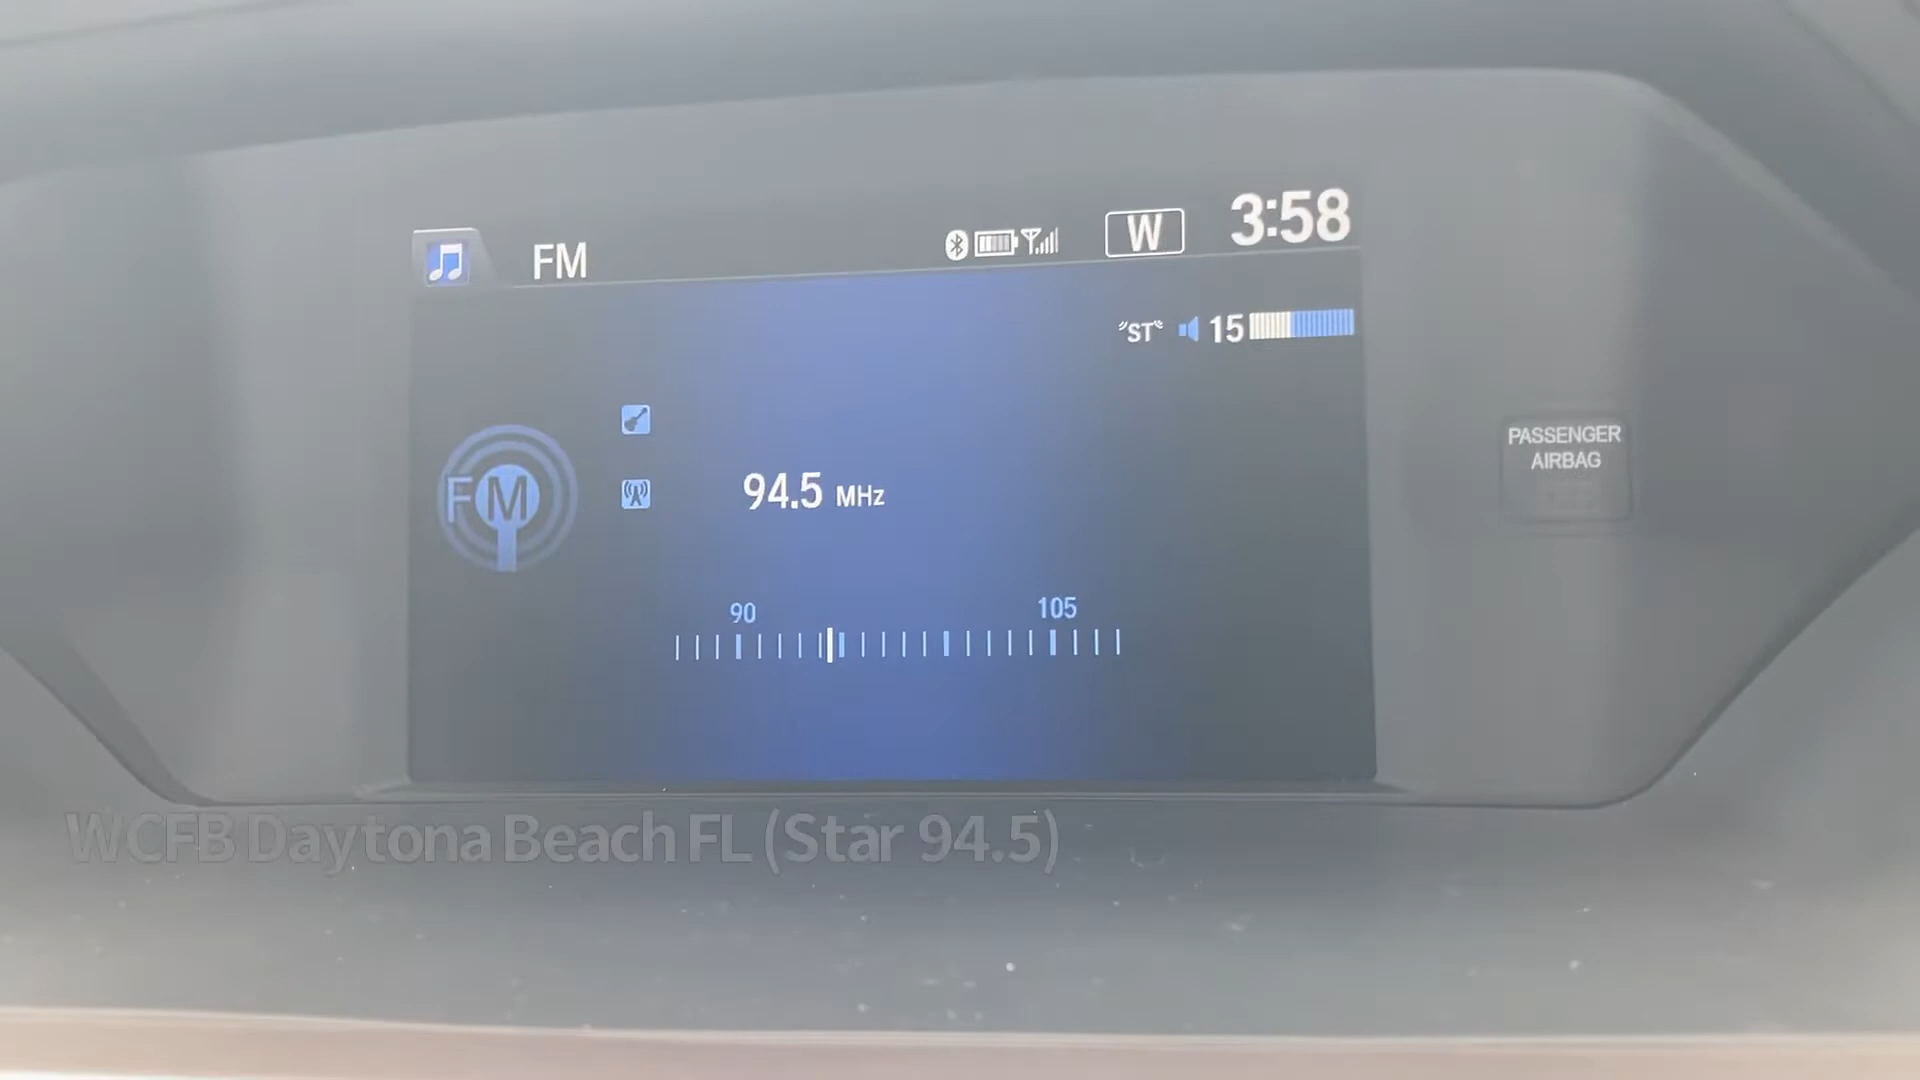 FM
W
3:58
ST
15
FM
94.5 MHz
90
105
PASSENGER
AIRBAG
WCFB Daytona Beach FL (Star 94.5)